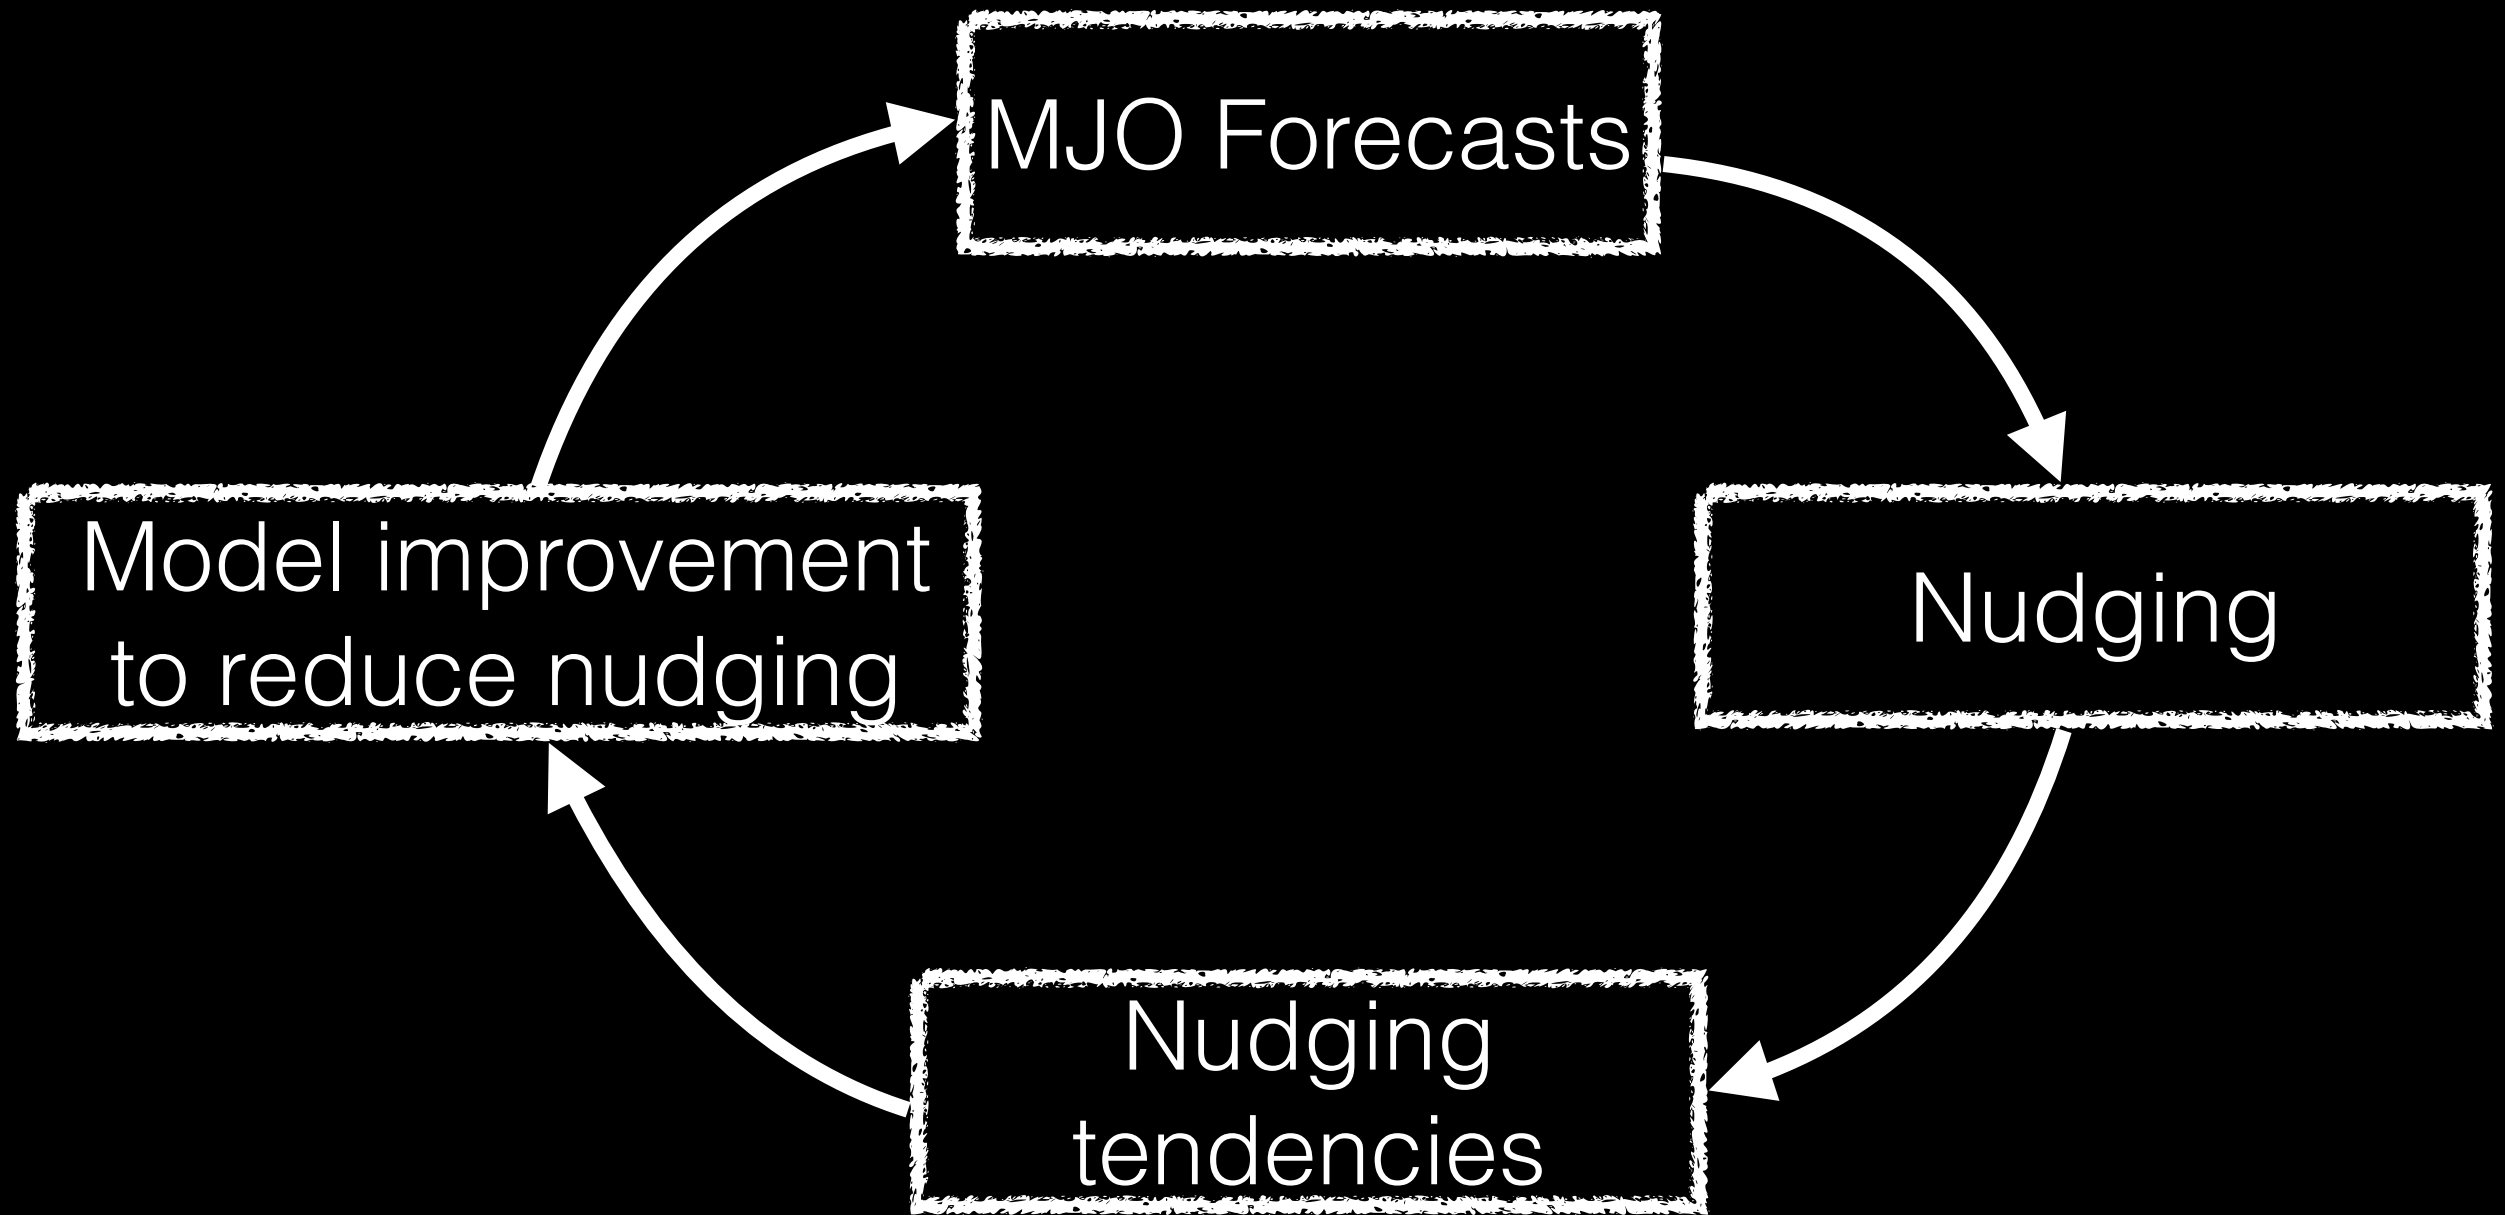 MJO Forecasts
Model improvement
to reduce nudging
Nudging
Nudging
tendencies